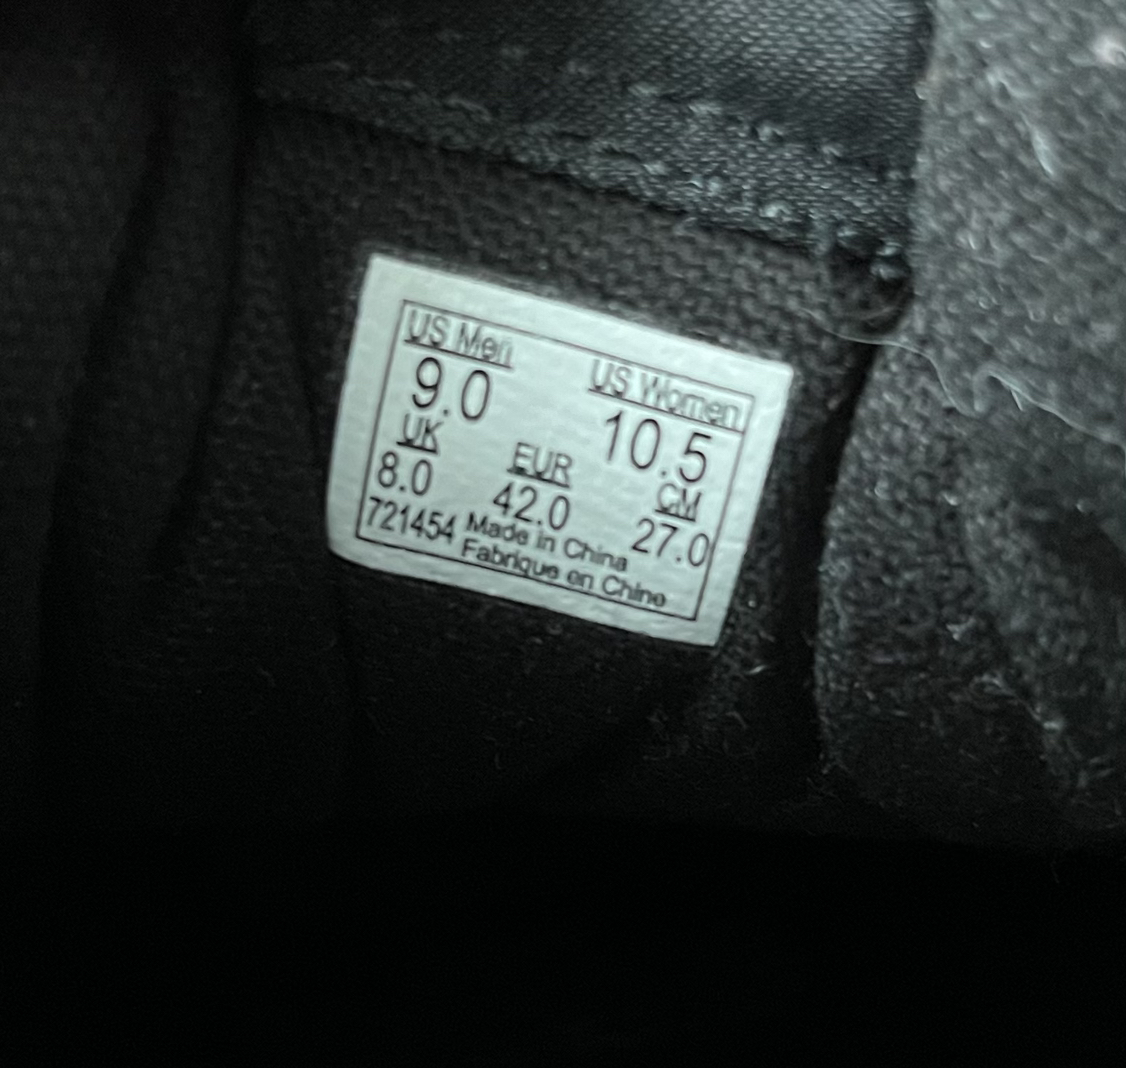 US Men US Women
9.0 10.5
UK EUR CM
8.0 42.0 27.0
721454 Made in China
Fabrique en Chine